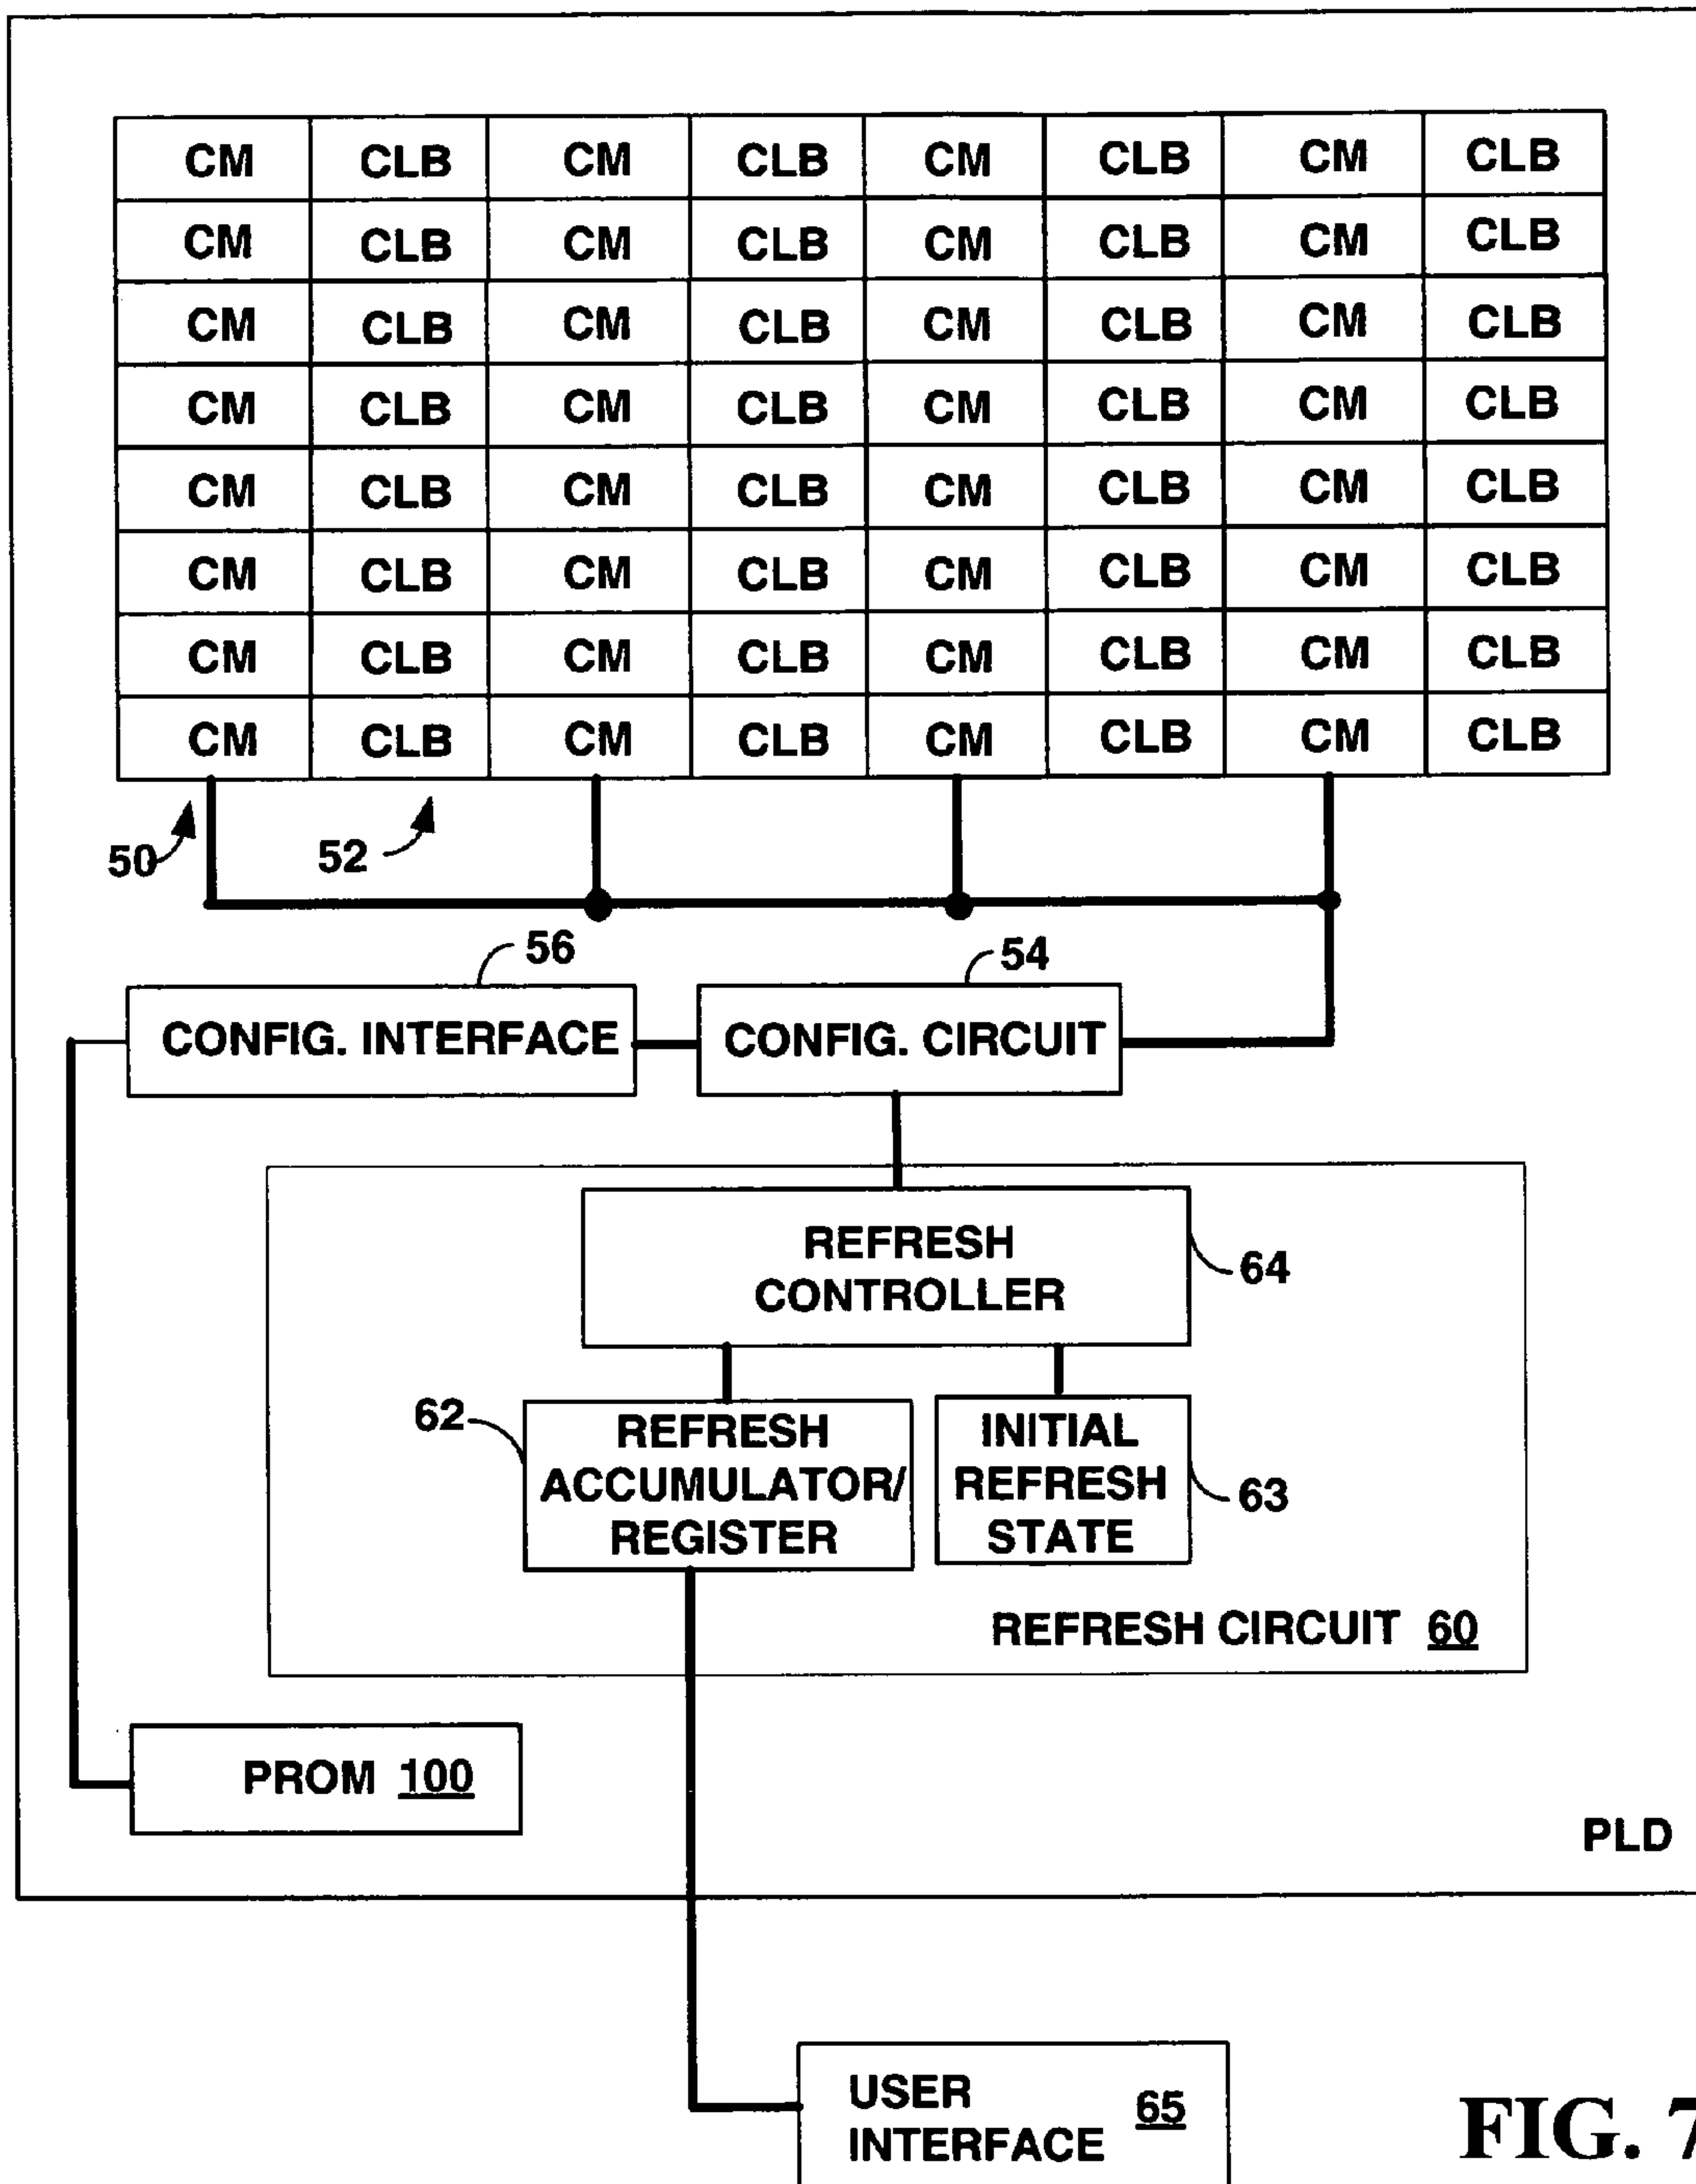 CM CLB CM CLB CM CLB CM CLB
CM CLB CM CLB CM CLB CM CLB
CM CLB CM CLB CM CLB CM CLB
CM CLB CM CLB CM CLB CM CLB
CM CLB CM CLB CM CLB CM CLB
CM CLB CM CLB CM CLB CM CLB
CM CLB CM CLB CM CLB CM CLB
CM CLB CM CLB CM CLB CM CLB
50
52
56
54
CONFIG. INTERFACE
CONFIG. CIRCUIT
REFRESH
CONTROLLER
64
62
REFRESH
ACCUMULATOR/
REGISTER
INITIAL
REFRESH
STATE
63
REFRESH CIRCUIT 60
PROM 100
PLD
USER
INTERFACE
65
FIG. 7